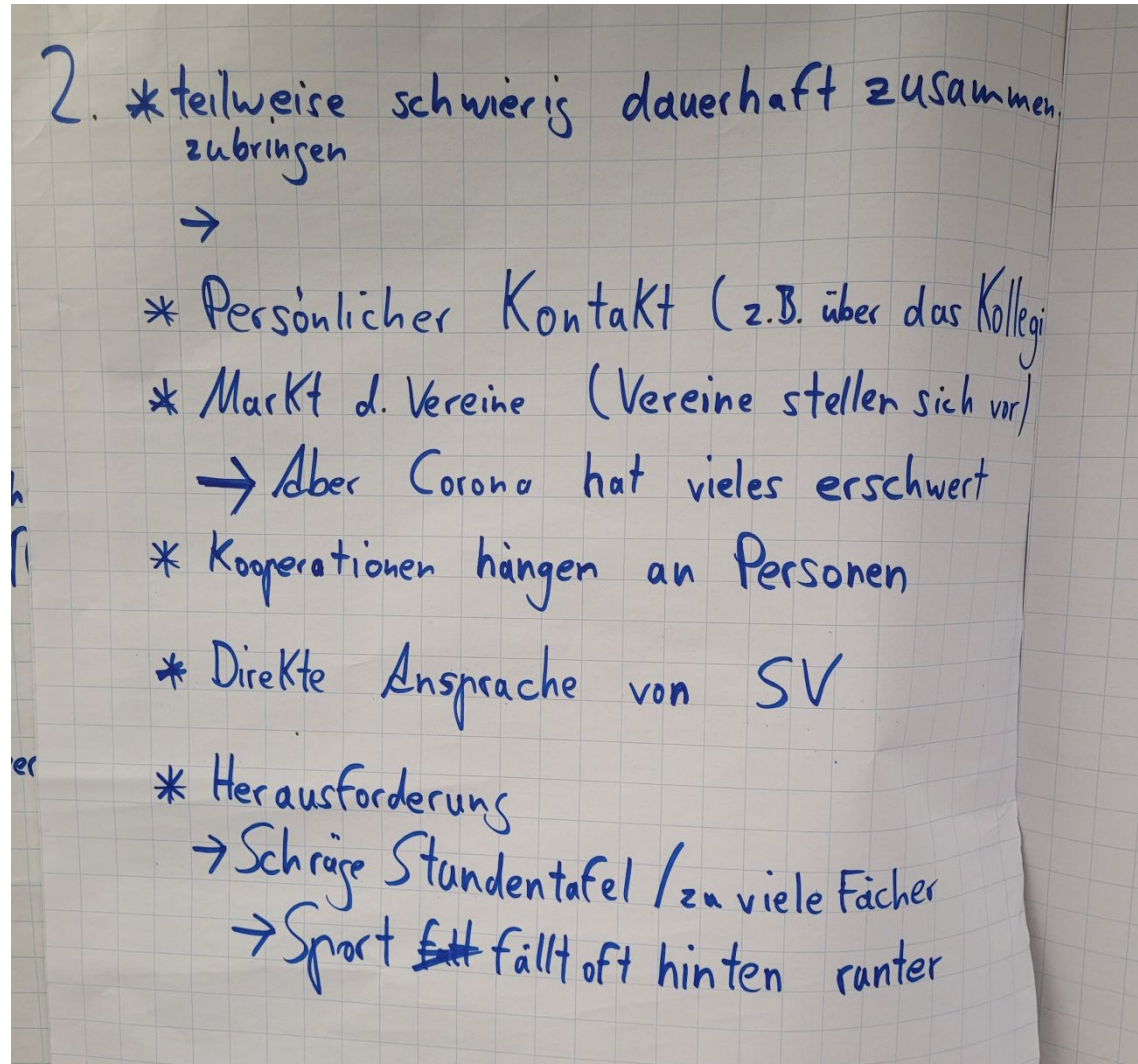 2. * teilweise schwierig dauerhaft zusammen.
zubringen
→
* Persönlicher Kontakt (z.B. über das Kollegi
* Markt d. Vereine (Vereine stellen sich vor)
→ Aber Corona hat vieles erschwert
* Kooperationen hängen an Personen
* Direkte Ansprache von SV
er
* Herausforderung
→ Schräge Stundentafel / zu viele Fächer
→ Sport fällt oft hinten runter